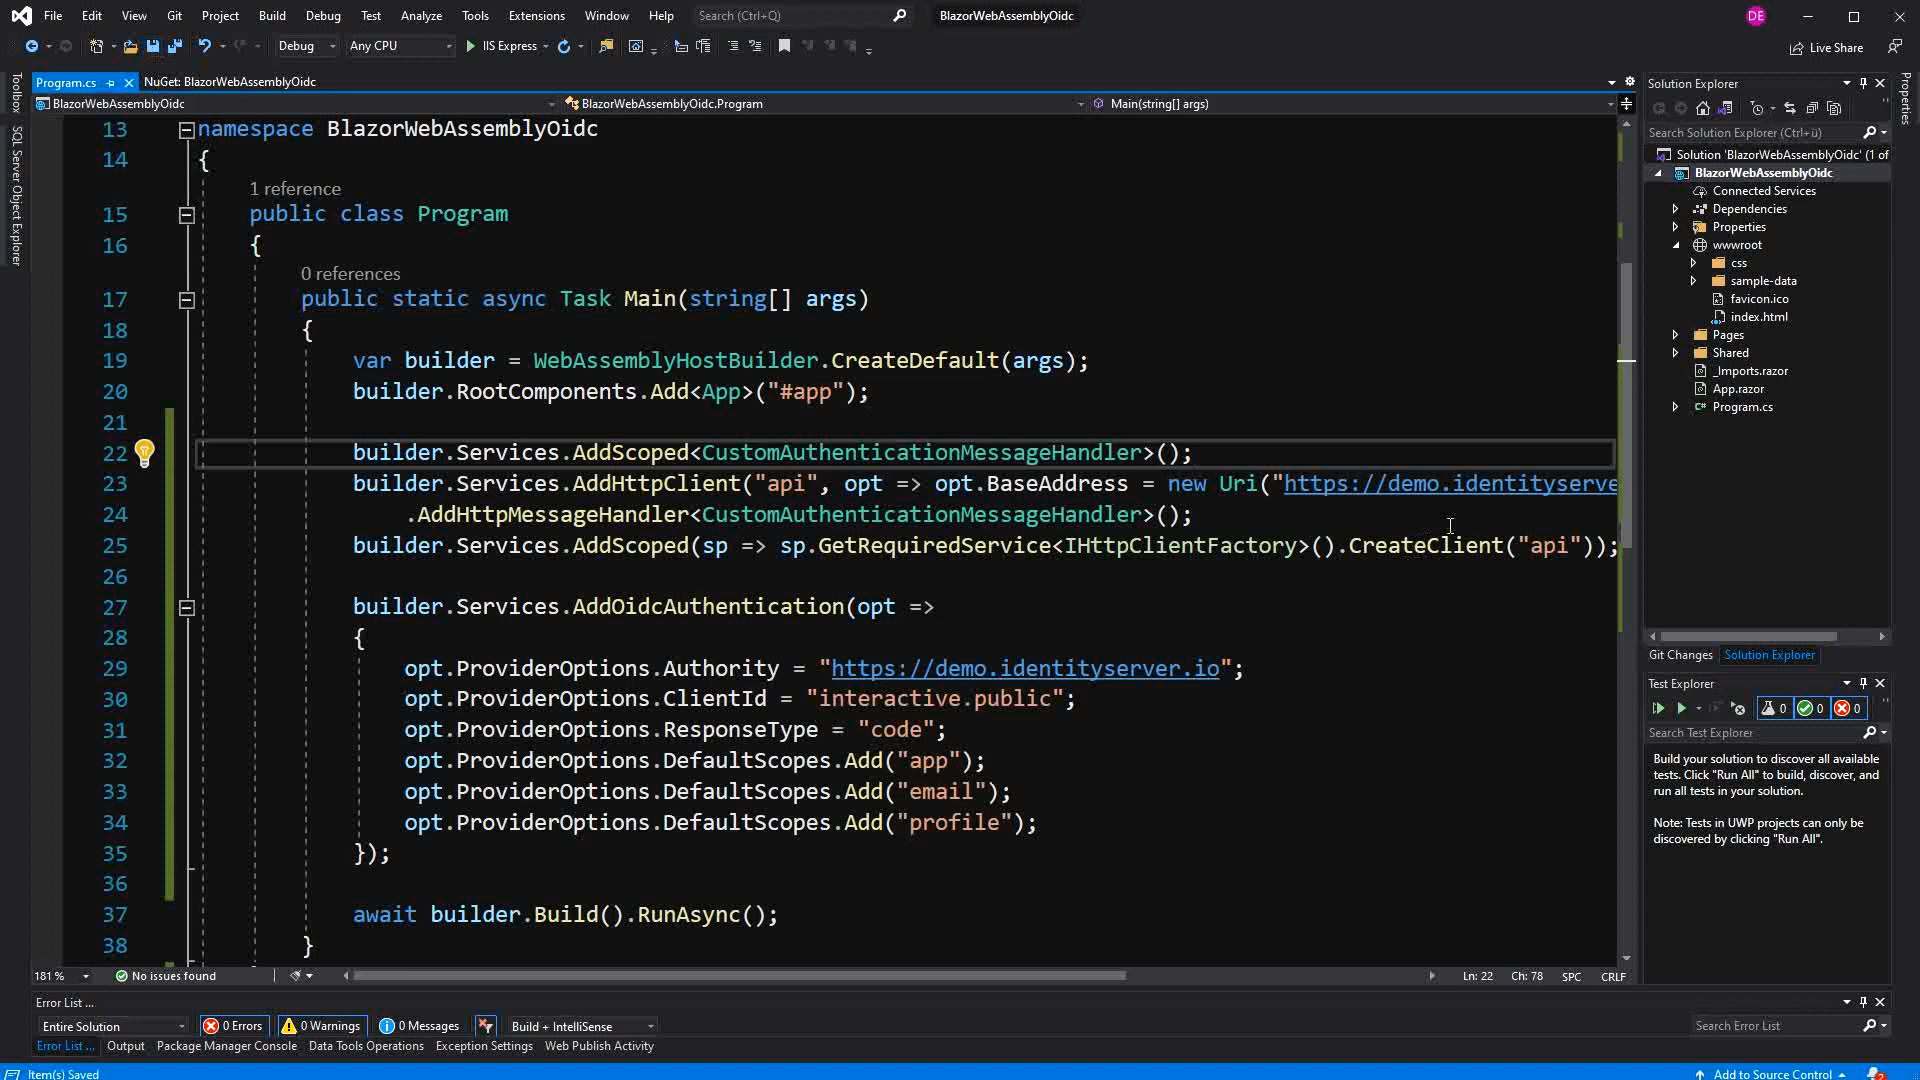 File Edit View Git Project Build Debug Test Analyze Tools Extensions Window Help Search (Ctrl+Q) BlazorWebAssemblyOidc DE
Debug Any CPU IIS Express Live Share
Program.cs NuGet: BlazorWebAssemblyOidc
BlazorWebAssemblyOidc BlazorWebAssemblyOidc.Program Main(string[] args)
Toolbox
SQL Server Object Explorer
13 namespace BlazorWebAssemblyOidc
14 {
1 reference
15 public class Program
16 {
0 references
17 public static async Task Main(string[] args)
18 {
19 var builder = WebAssemblyHostBuilder.CreateDefault(args);
20 builder.RootComponents.Add<App>("#app");
21
22 builder.Services.AddScoped<CustomAuthenticationMessageHandler>();
23 builder.Services.AddHttpClient("api", opt => opt.BaseAddress = new Uri("https://demo.identityserve
24 .AddHttpMessageHandler<CustomAuthenticationMessageHandler>();
25 builder.Services.AddScoped(sp => sp.GetRequiredService<IHttpClientFactory>().CreateClient("api"));
26
27 builder.Services.AddOidcAuthentication(opt =>
28 {
29 opt.ProviderOptions.Authority = "https://demo.identityserver.io";
30 opt.ProviderOptions.ClientId = "interactive.public";
31 opt.ProviderOptions.ResponseType = "code";
32 opt.ProviderOptions.DefaultScopes.Add("app");
33 opt.ProviderOptions.DefaultScopes.Add("email");
34 opt.ProviderOptions.DefaultScopes.Add("profile");
35 });
36
37 await builder.Build().RunAsync();
38 }
181 % No issues found Ln: 22 Ch: 78 SPC CRLF
Solution Explorer
Search Solution Explorer (Ctrl+ü)
Solution 'BlazorWebAssemblyOidc' (1 of
BlazorWebAssemblyOidc
Connected Services
Dependencies
Properties
wwwroot
css
sample-data
favicon.ico
index.html
Pages
Shared
_Imports.razor
App.razor
C# Program.cs
Git Changes Solution Explorer
Test Explorer
0 0 0
Search Test Explorer
Build your solution to discover all available
tests. Click "Run All" to build, discover, and
run all tests in your solution.
Note: Tests in UWP projects can only be
discovered by clicking "Run All".
Properties
Error List ...
Entire Solution 0 Errors 0 Warnings 0 Messages Build + IntelliSense Search Error List
Error List ... Output Package Manager Console Data Tools Operations Exception Settings Web Publish Activity
Item(s) Saved Add to Source Control 2